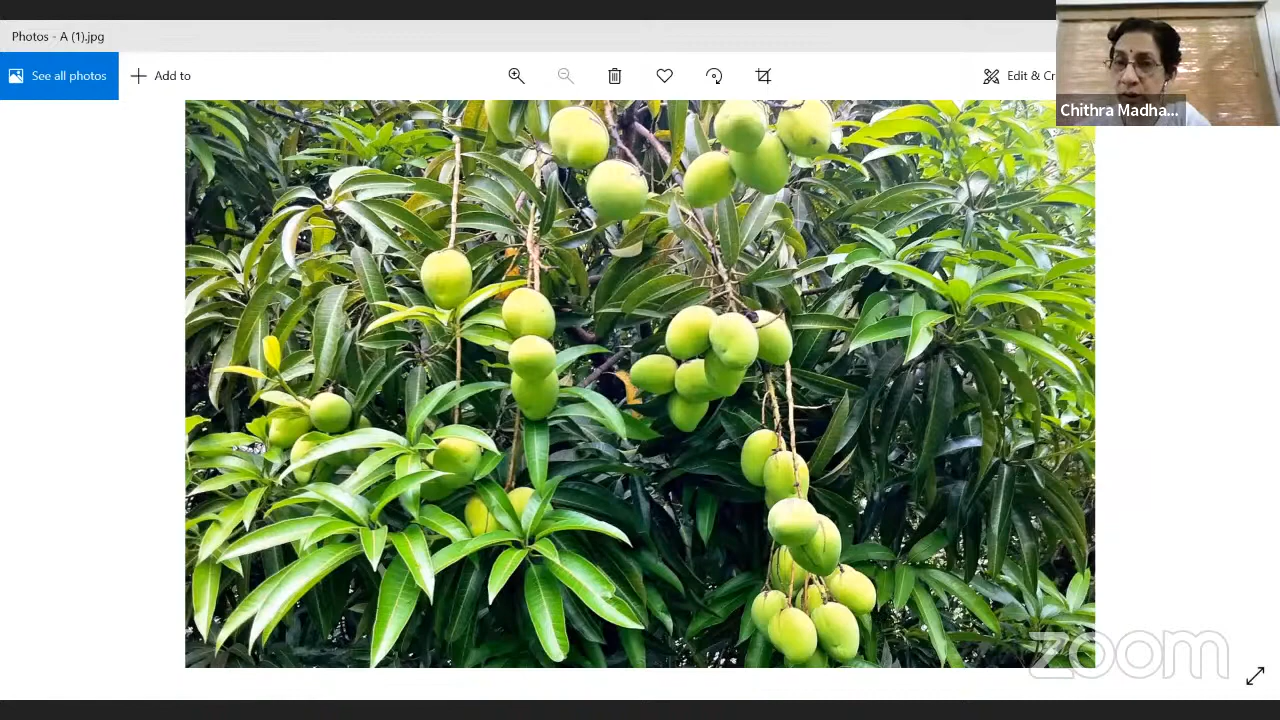 Photos - A (1).jpg
See all photos
Add to
Edit & Cr
Chithra Madha...
zoom